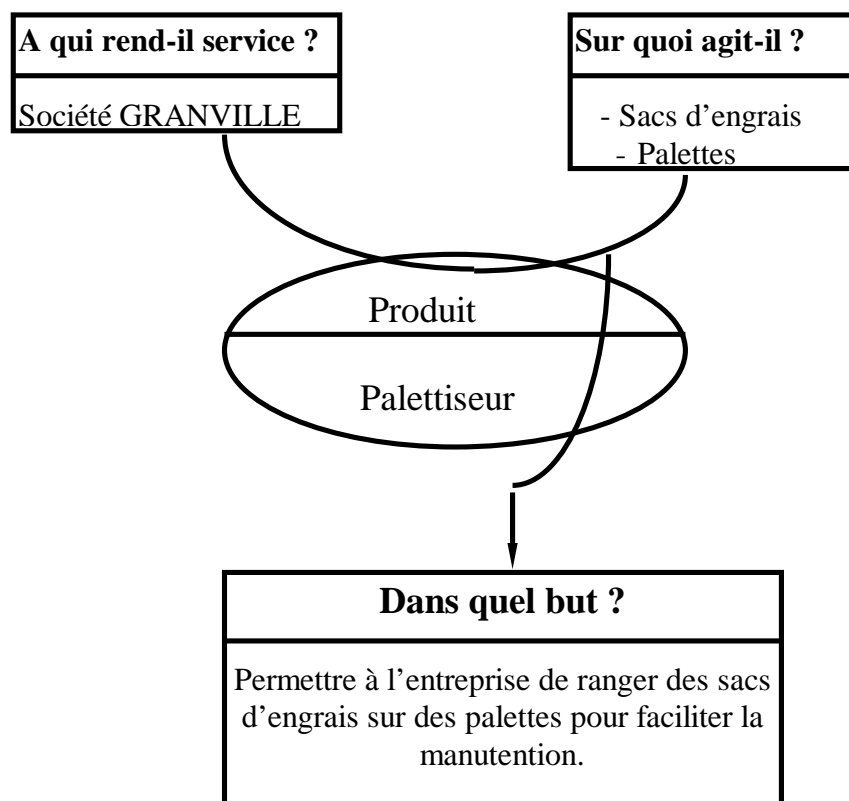 A qui rend-il service ?
Société GRANVILLE
Sur quoi agit-il ?
- Sacs d’engrais
- Palettes
Produit
Palettiseur
Dans quel but ?
Permettre à l’entreprise de ranger des sacs
d’engrais sur des palettes pour faciliter la
manutention.